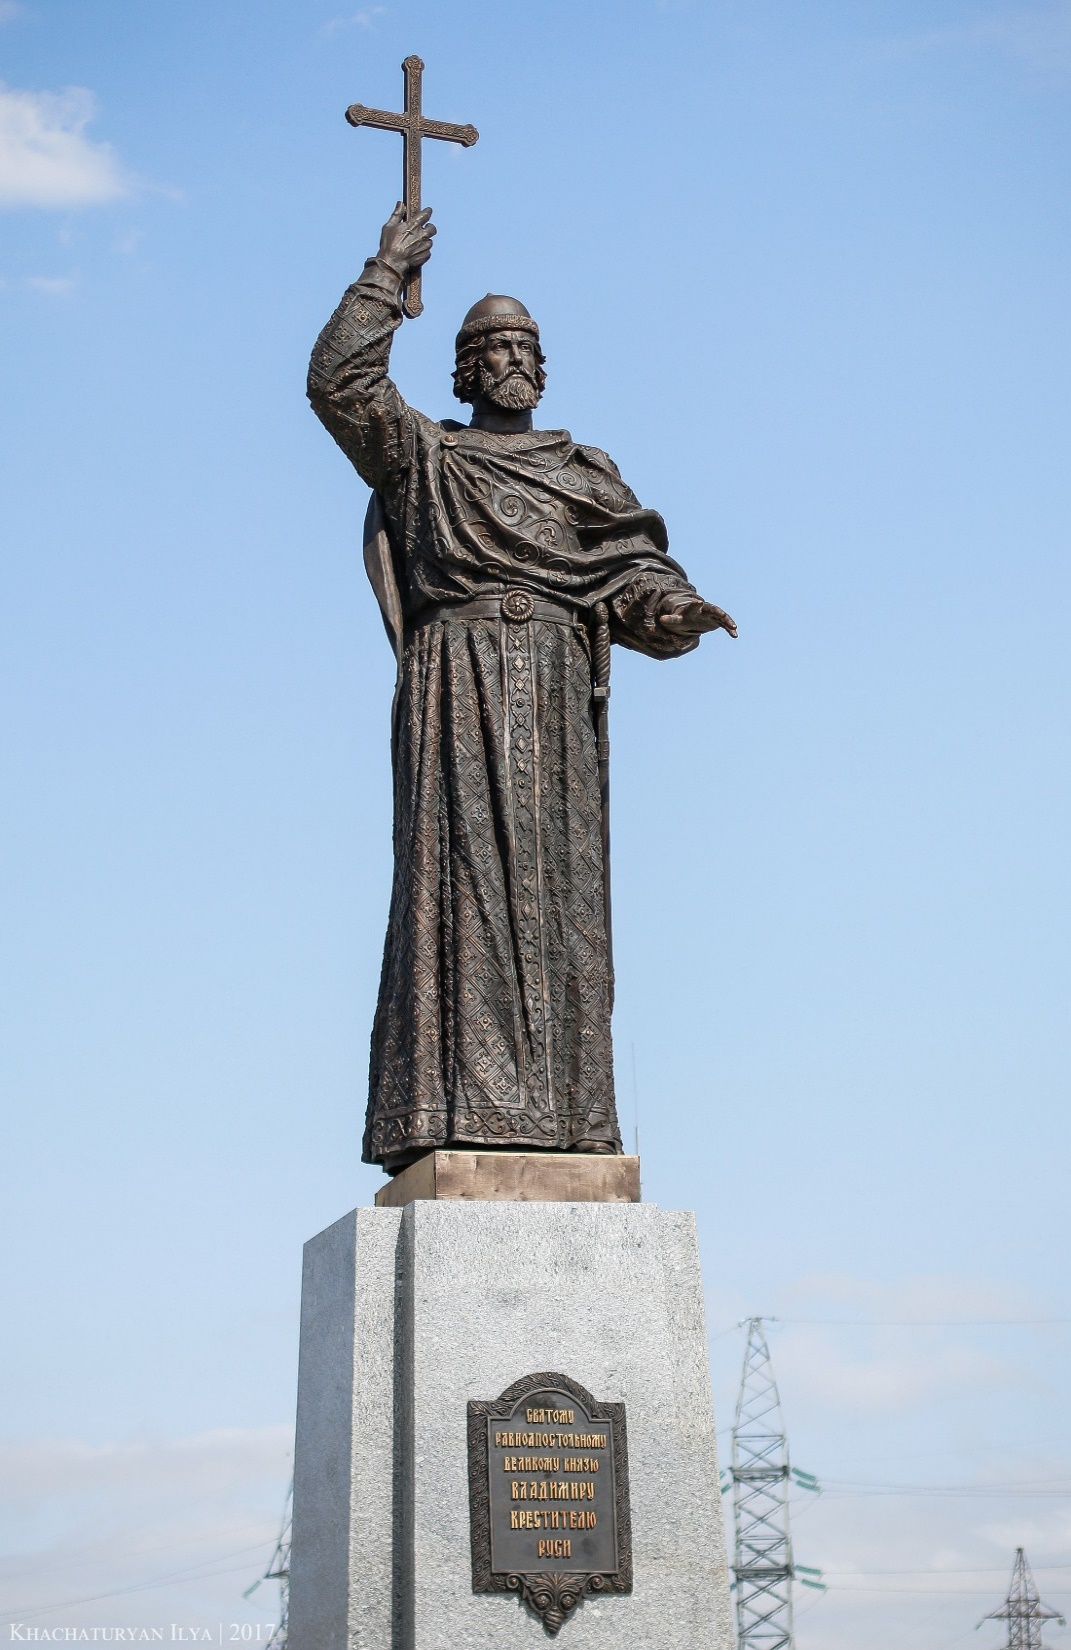 СВЯТОМУ
РАВНОАПОСТОЛЬНОМУ
ВЕЛИКОМУ КНЯЗЮ
ВЛАДИМИРУ
КРЕСТИТЕЛЮ
РУСИ
KHACHATURYAN ILYA | 2017